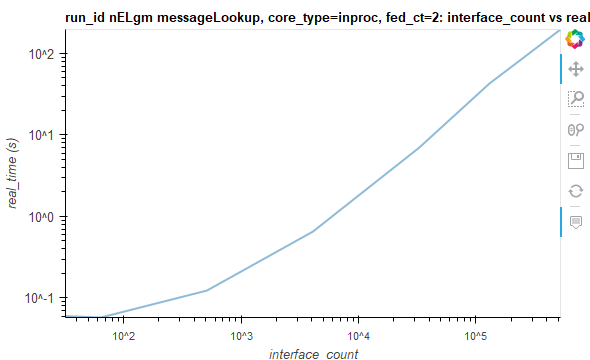 run_id nELgm messageLookup, core_type=inproc, fed_ct=2: interface_count vs real
10^2
10^1
10^0
10^-1
real_time (s)
10^2
10^3
10^4
10^5
interface_count